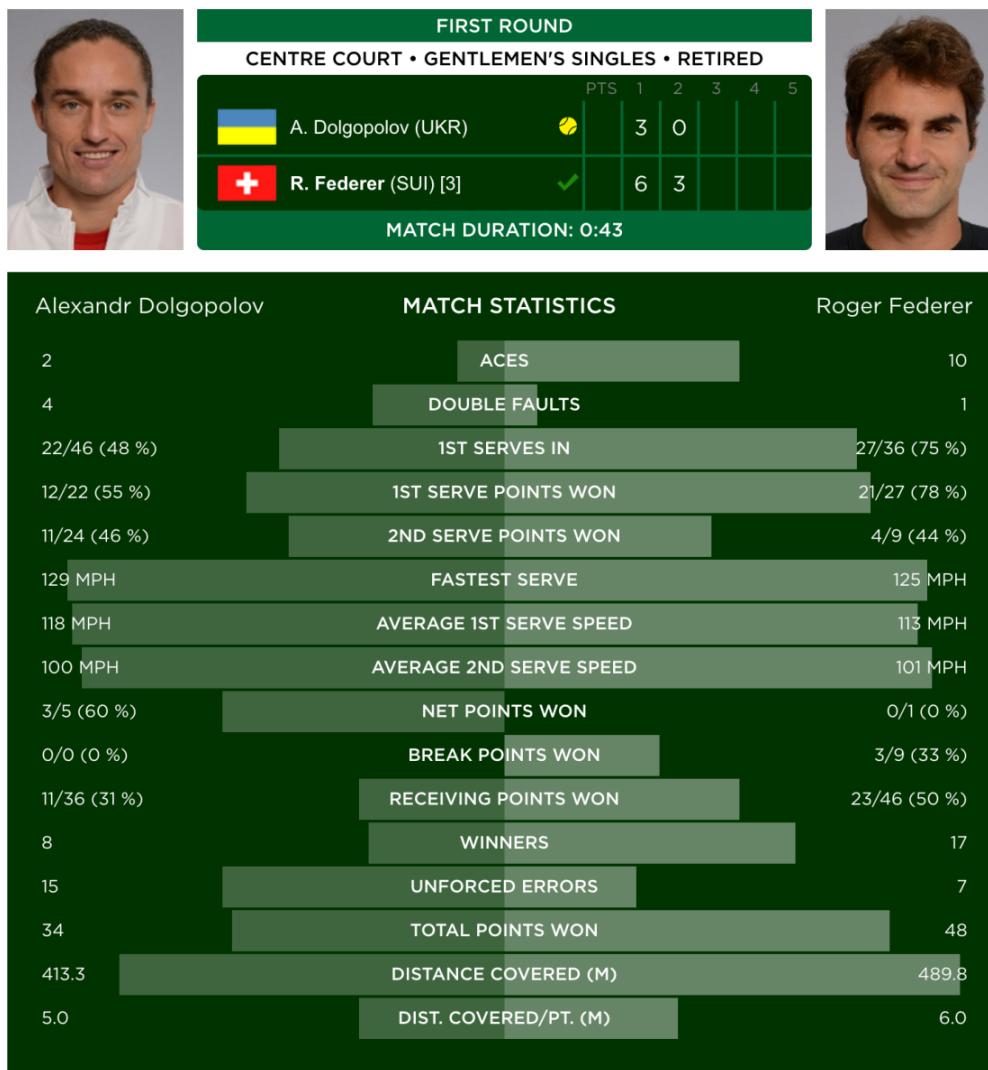 FIRST ROUND
CENTRE COURT • GENTLEMEN'S SINGLES • RETIRED
PTS 1 2 3 4 5
A. Dolgopolov (UKR) 3 0
R. Federer (SUI) [3] 6 3
MATCH DURATION: 0:43
Alexandr Dolgopolov MATCH STATISTICS Roger Federer
2 ACES 10
4 DOUBLE FAULTS 1
22/46 (48 %) 1ST SERVES IN 27/36 (75 %)
12/22 (55 %) 1ST SERVE POINTS WON 21/27 (78 %)
11/24 (46 %) 2ND SERVE POINTS WON 4/9 (44 %)
129 MPH FASTEST SERVE 125 MPH
118 MPH AVERAGE 1ST SERVE SPEED 113 MPH
100 MPH AVERAGE 2ND SERVE SPEED 101 MPH
3/5 (60 %) NET POINTS WON 0/1 (0 %)
0/0 (0 %) BREAK POINTS WON 3/9 (33 %)
11/36 (31 %) RECEIVING POINTS WON 23/46 (50 %)
8 WINNERS 17
15 UNFORCED ERRORS 7
34 TOTAL POINTS WON 48
413.3 DISTANCE COVERED (M) 489.8
5.0 DIST. COVERED/PT. (M) 6.0